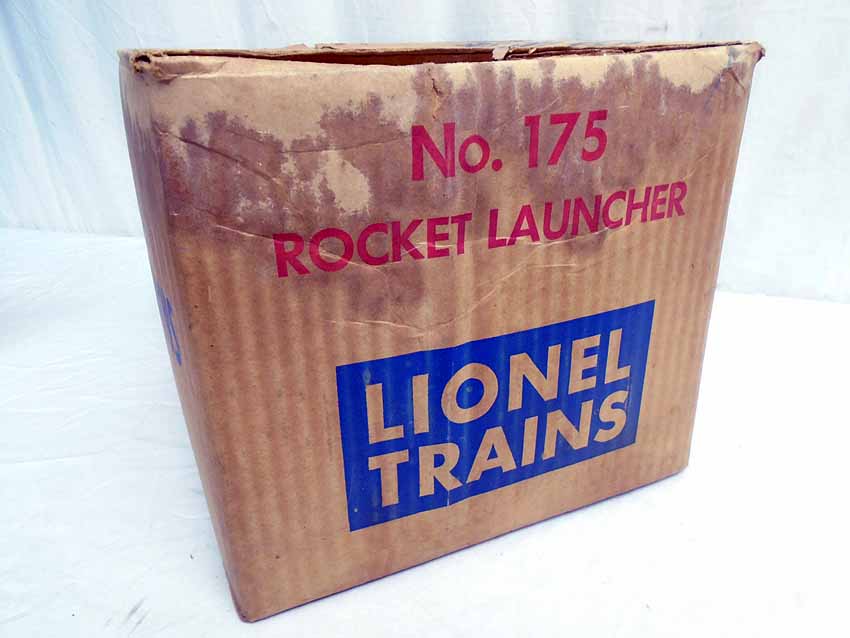 No. 175
ROCKET LAUNCHER
LIONEL
TRAINS